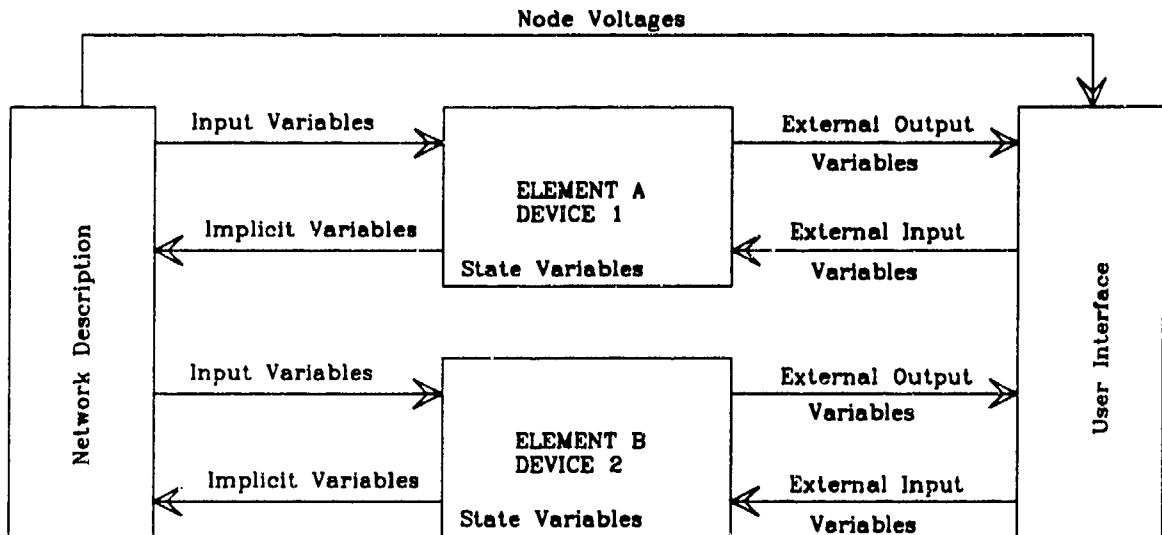 Node Voltages
Input Variables
External Output
Variables
ELEMENT A
DEVICE 1
Implicit Variables
External Input
Variables
State Variables
Network Description
User Interface
Input Variables
External Output
Variables
ELEMENT B
DEVICE 2
Implicit Variables
External Input
Variables
State Variables